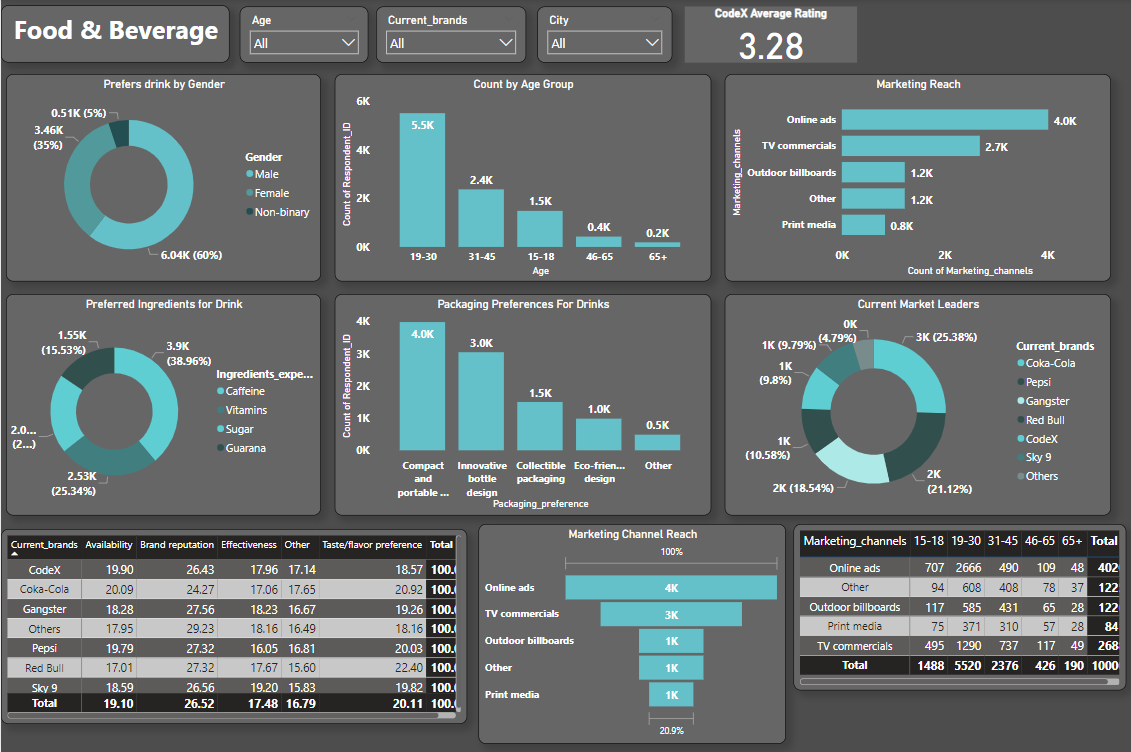 Food & Beverage
Age
All
Current_brands
All
City
All
CodeX Average Rating
3.28
Prefers drink by Gender
0.51K (5%)
3.46K
(35%)
6.04K (60%)
Gender
Male
Female
Non-binary
Count by Age Group
Count of Respondent_ID
6K
4K
2K
0K
5.5K
2.4K
1.5K
0.4K
0.2K
19-30 31-45 15-18 46-65 65+
Age
Marketing Reach
Marketing_channels
Online ads 4.0K
TV commercials 2.7K
Outdoor billboards 1.2K
Other 1.2K
Print media 0.8K
0K 2K 4K
Count of Marketing_channels
Preferred Ingredients for Drink
1.55K
(15.53%)
3.9K
(38.96%)
2.0...
(2...)
2.53K
(25.34%)
Ingredients_expe...
Caffeine
Vitamins
Sugar
Guarana
Packaging Preferences For Drinks
Count of Respondent_ID
4K
3K
2K
1K
0K
4.0K
3.0K
1.5K
1.0K
0.5K
Compact
and
portable ...
Innovative
bottle
design
Collectible
packaging
Eco-frien...
design
Other
Packaging_preference
Current Market Leaders
0K
(4.79%)
1K (9.79%)
1K
(9.8%)
1K
(10.58%)
2K (18.54%)
2K
(21.12%)
3K (25.38%)
Current_brands
Coka-Cola
Pepsi
Gangster
Red Bull
CodeX
Sky 9
Others
Current_brands Availability Brand reputation Effectiveness Other Taste/flavor preference Total
CodeX 19.90 26.43 17.96 17.14 18.57 100.
Coka-Cola 20.09 24.27 17.06 17.65 20.92 100.
Gangster 18.28 27.56 18.23 16.67 19.26 100.
Others 17.95 29.23 18.16 16.49 18.16 100.
Pepsi 19.79 27.32 16.05 16.81 20.03 100.
Red Bull 17.01 27.32 17.67 15.60 22.40 100.
Sky 9 18.59 26.56 19.20 15.83 19.82 100.
Total 19.10 26.52 17.48 16.79 20.11 100.
Marketing Channel Reach
100%
Online ads 4K
TV commercials 3K
Outdoor billboards 1K
Other 1K
Print media 1K
20.9%
Marketing_channels 15-18 19-30 31-45 46-65 65+ Total
Online ads 707 2666 490 109 48 402
Other 94 608 408 78 37 122
Outdoor billboards 117 585 431 65 28 122
Print media 75 371 310 57 28 84
TV commercials 495 1290 737 117 49 268
Total 1488 5520 2376 426 190 1000